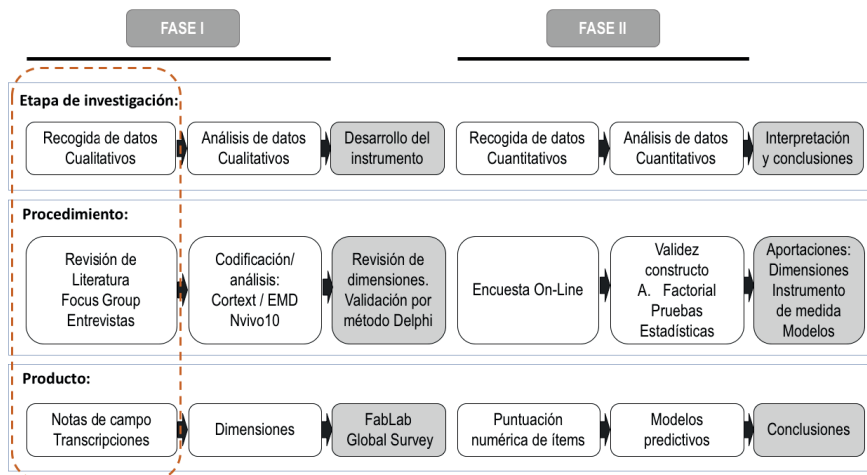 FASE I
FASE II
Etapa de investigación:
Recogida de datos
Cualitativos
Análisis de datos
Cualitativos
Desarrollo del
instrumento
Recogida de datos
Cuantitativos
Análisis de datos
Cuantitativos
Interpretación
y conclusiones
Procedimiento:
Revisión de
Literatura
Focus Group
Entrevistas
Codificación/
análisis:
Cortext / EMD
Nvivo10
Revisión de
dimensiones.
Validación por
método Delphi
Encuesta On-Line
Validez
constructo
A. Factorial
Pruebas
Estadísticas
Aportaciones:
Dimensiones
Instrumento
de medida
Modelos
Producto:
Notas de campo
Transcripciones
Dimensiones
FabLab
Global Survey
Puntuación
numérica de ítems
Modelos
predictivos
Conclusiones